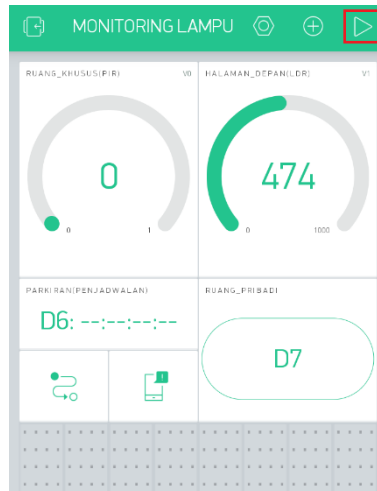 MONITORING LAMPU
RUANG_KHUSUS(PIR) V0
0
0 1
HALAMAN_DEPAN(LDR) V1
474
0 1000
PARKIRAN(PENJADWALAN)
D6: --:--:--:--
RUANG_PRIBADI
D7